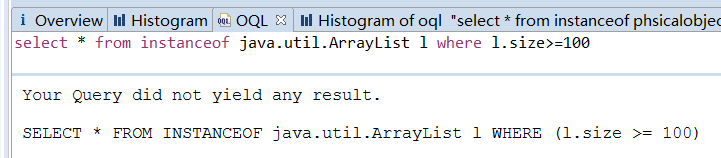 i Overview Histogram OQL Histogram of oql "select * from instanceof phsicalobjec
select * from instanceof java.util.ArrayList l where l.size>=100
Your Query did not yield any result.
SELECT * FROM INSTANCEOF java.util.ArrayList l WHERE (l.size >= 100)